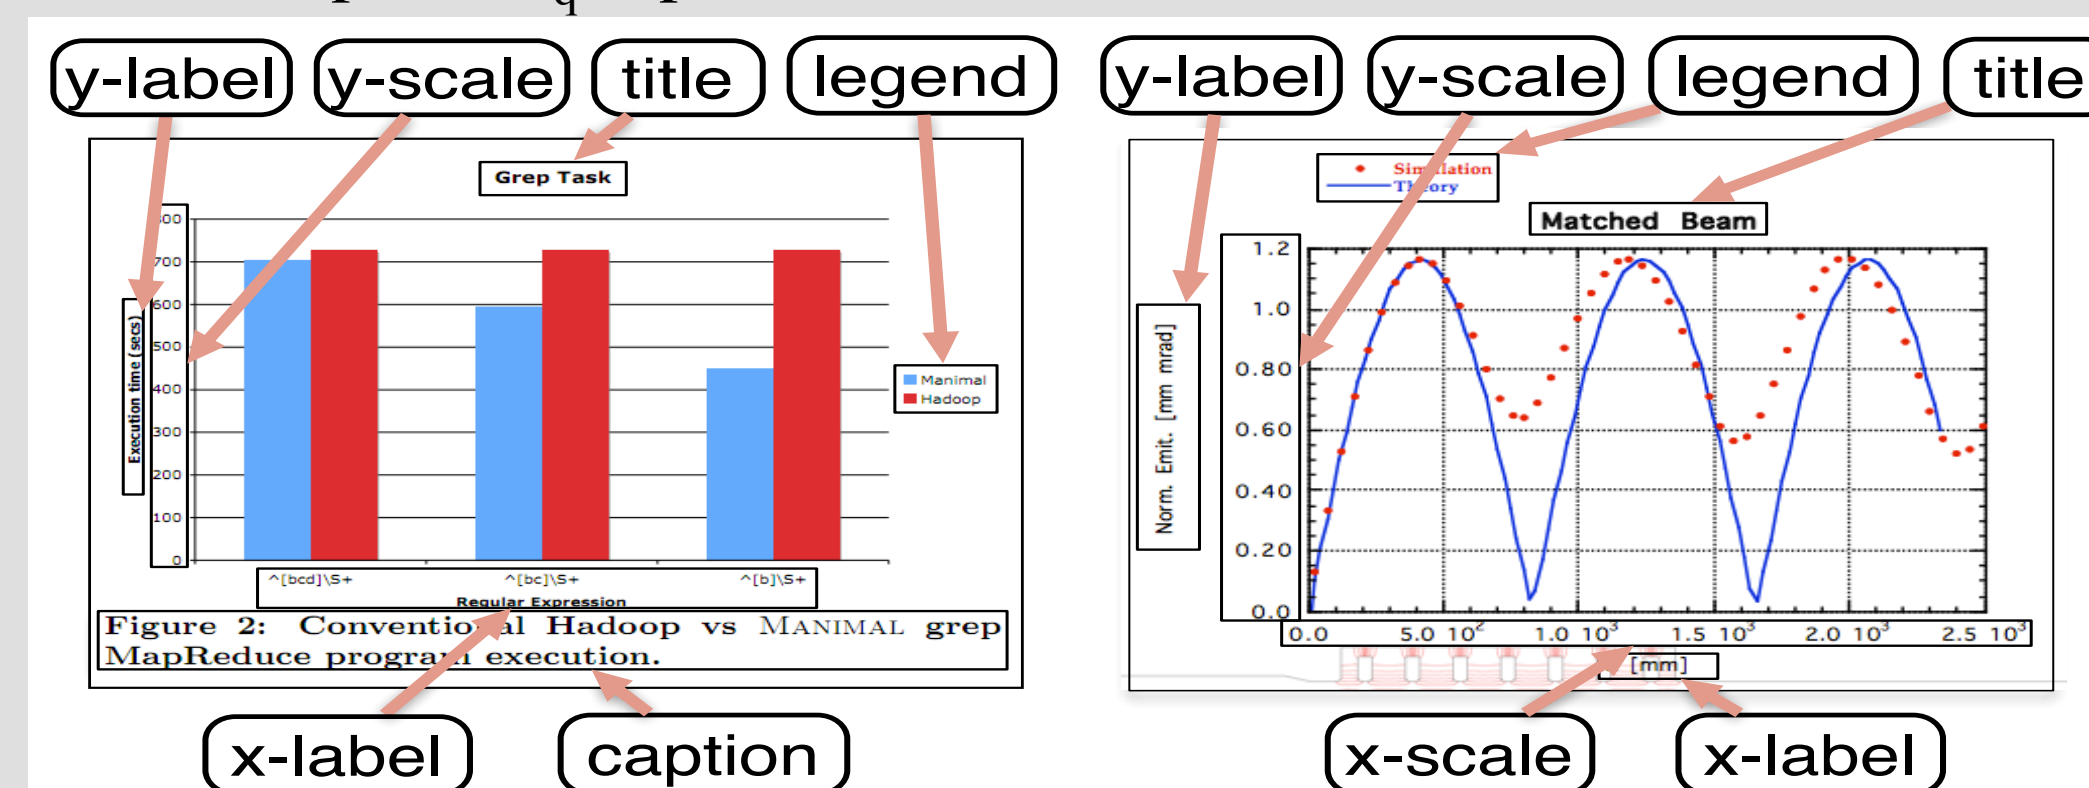 y-label y-scale title legend y-label y-scale legend title
Grep Task
800
700
600
500
400
300
200
100
0
Execution time (secs)
Manimal
Hadoop
^[bcd]\S+ ^[bc]\S+ ^[b]\S+
Regular Expression
Figure 2: Conventional Hadoop vs MANIMAL grep
MapReduce program execution.
x-label caption
Simulation
Theory
Matched Beam
1.2
1.0
0.80
0.60
0.40
0.20
0.0
Norm. Emit. [mm mrad]
0.0 5.0 10² 1.0 10³ 1.5 10³ 2.0 10³ 2.5 10³
[mm]
x-scale x-label